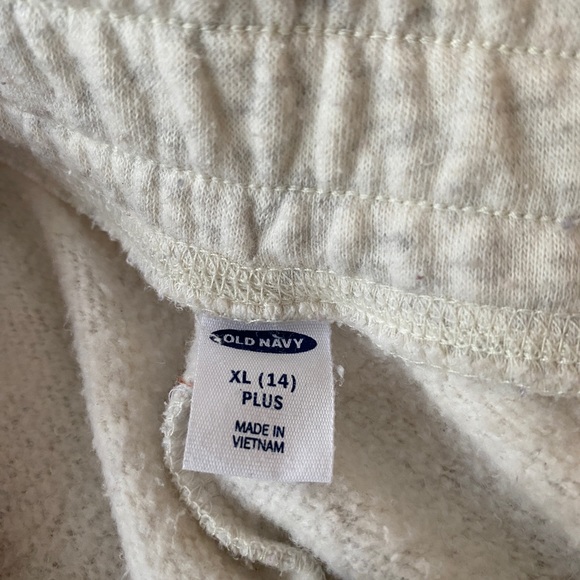 OLD NAVY
XL (14)
PLUS
MADE IN
VIETNAM